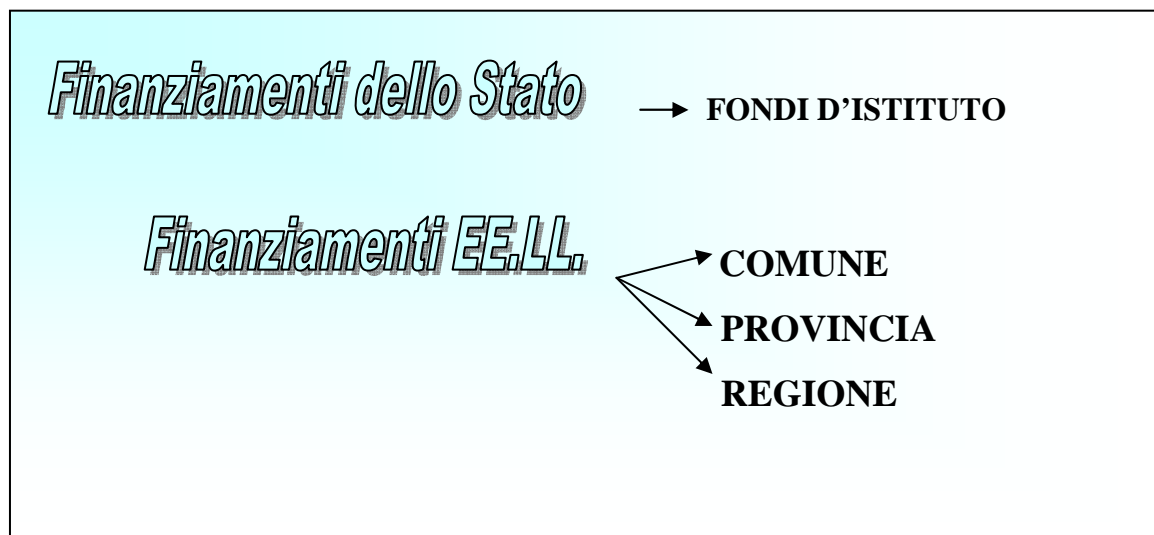 Finanziamenti dello Stato
FONDI D’ISTITUTO
Finanziamenti EE.LL.
COMUNE
PROVINCIA
REGIONE